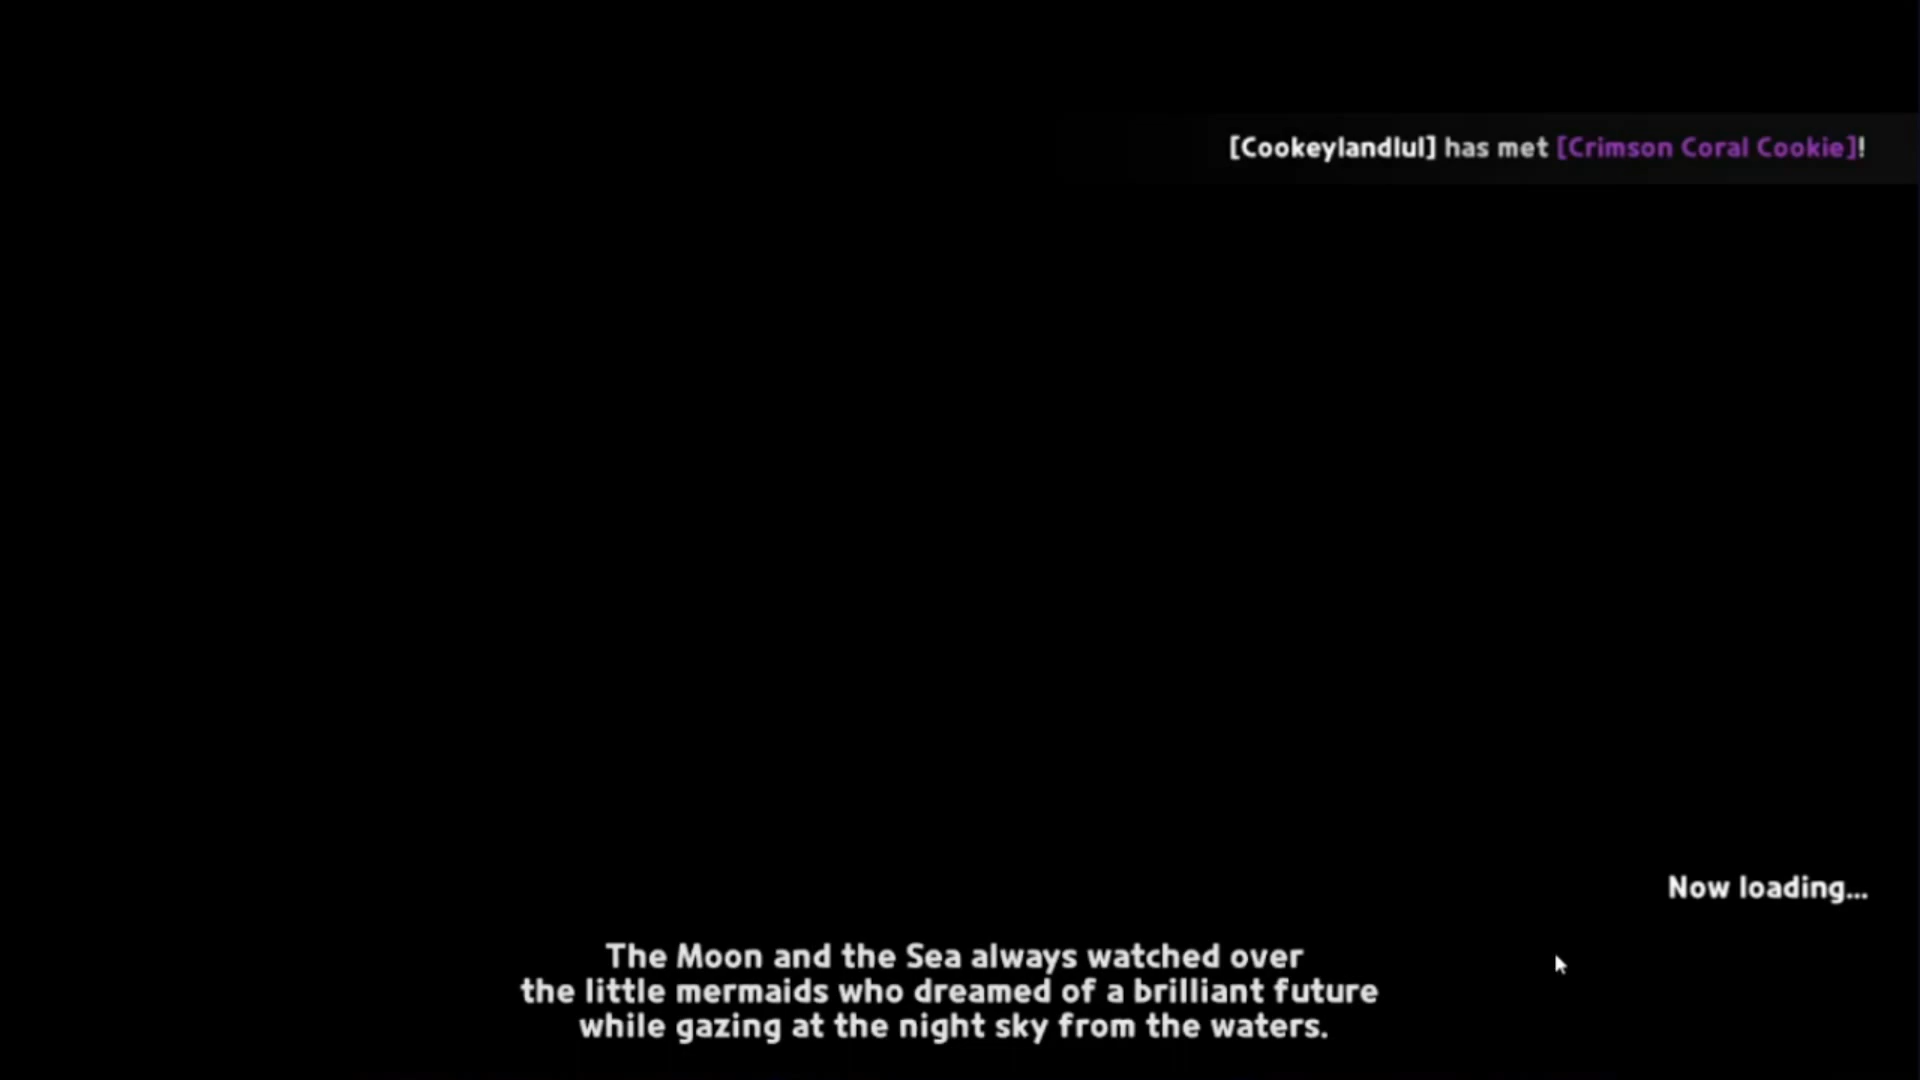 [Cookeylandlul] has met [Crimson Coral Cookie]!
Now loading...
The Moon and the Sea always watched over
the little mermaids who dreamed of a brilliant future
while gazing at the night sky from the waters.